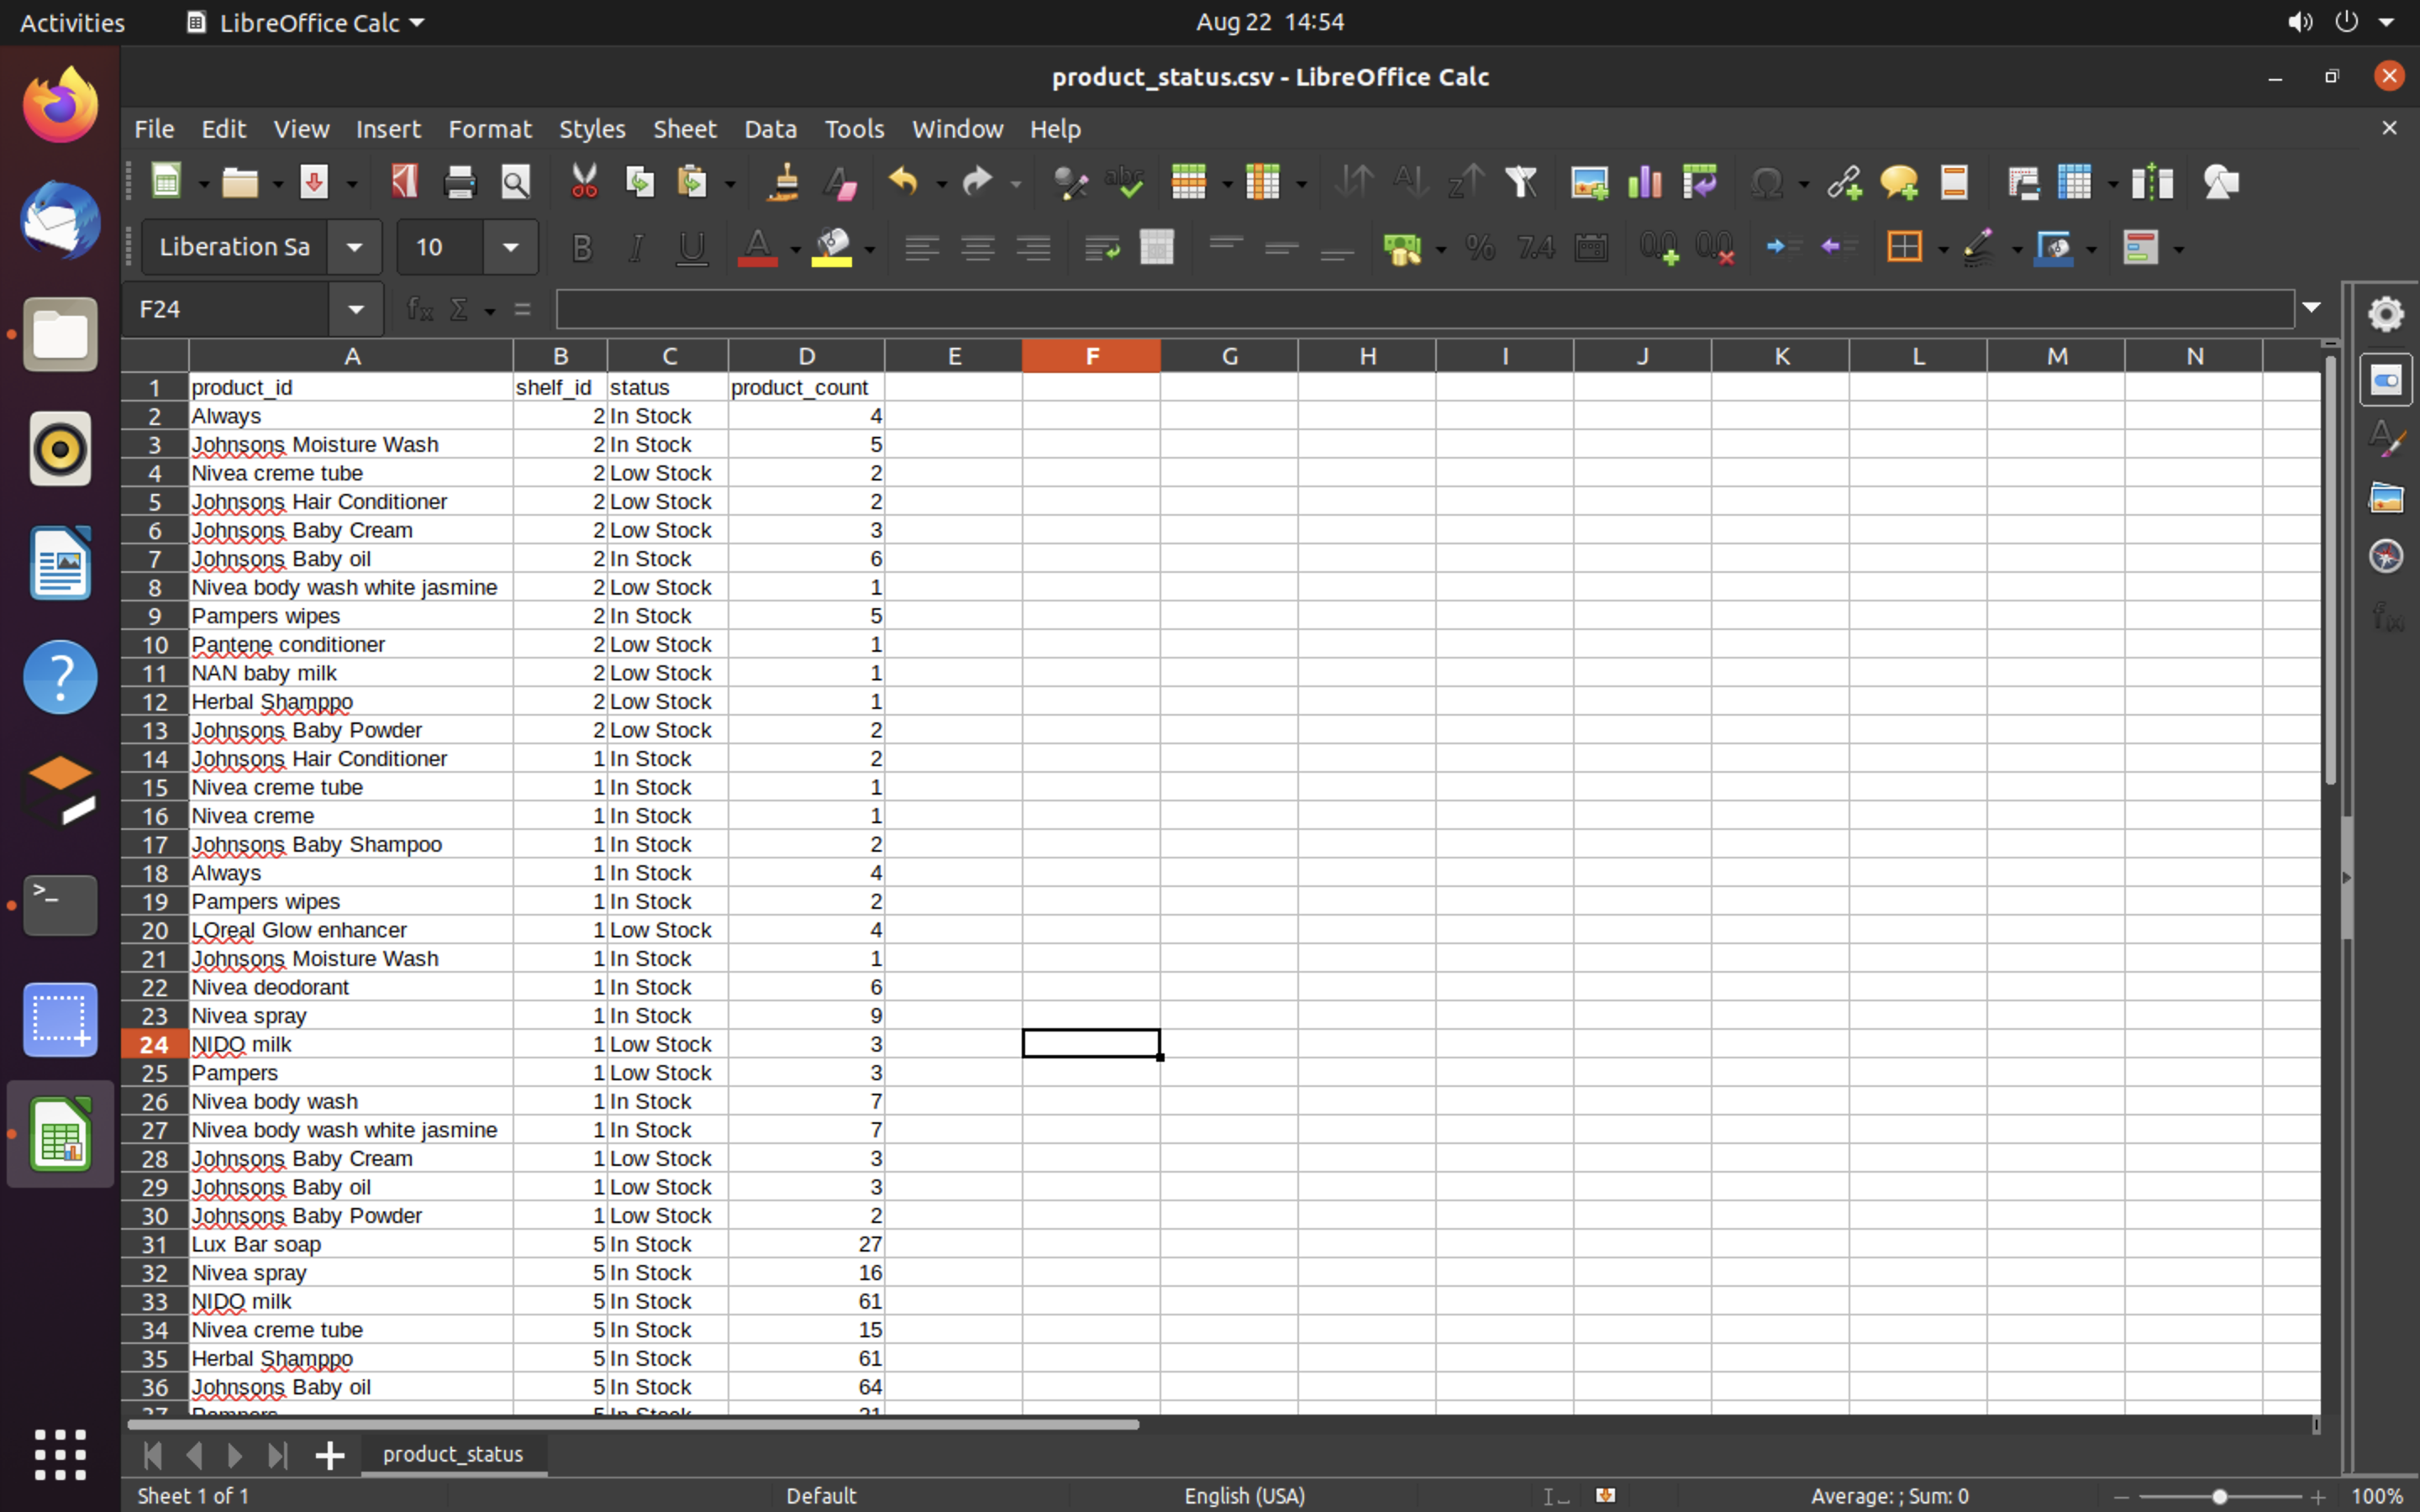 Activities LibreOffice Calc Aug 22 14:54
product_status.csv - LibreOffice Calc
File Edit View Insert Format Styles Sheet Data Tools Window Help
Liberation Sa 10
F24
A B C D E F G H I J K L M N
1 product_id shelf_id status product_count
2 Always 2 In Stock 4
3 Johnsons Moisture Wash 2 In Stock 5
4 Nivea creme tube 2 Low Stock 2
5 Johnsons Hair Conditioner 2 Low Stock 2
6 Johnsons Baby Cream 2 Low Stock 3
7 Johnsons Baby oil 2 In Stock 6
8 Nivea body wash white jasmine 2 Low Stock 1
9 Pampers wipes 2 In Stock 5
10 Pantene conditioner 2 Low Stock 1
11 NAN baby milk 2 Low Stock 1
12 Herbal Shamppo 2 Low Stock 1
13 Johnsons Baby Powder 2 Low Stock 2
14 Johnsons Hair Conditioner 1 In Stock 2
15 Nivea creme tube 1 In Stock 1
16 Nivea creme 1 In Stock 1
17 Johnsons Baby Shampoo 1 In Stock 2
18 Always 1 In Stock 4
19 Pampers wipes 1 In Stock 2
20 LOreal Glow enhancer 1 Low Stock 4
21 Johnsons Moisture Wash 1 In Stock 1
22 Nivea deodorant 1 In Stock 6
23 Nivea spray 1 In Stock 9
24 NIDO milk 1 Low Stock 3
25 Pampers 1 Low Stock 3
26 Nivea body wash 1 In Stock 7
27 Nivea body wash white jasmine 1 In Stock 7
28 Johnsons Baby Cream 1 Low Stock 3
29 Johnsons Baby oil 1 Low Stock 3
30 Johnsons Baby Powder 1 Low Stock 2
31 Lux Bar soap 5 In Stock 27
32 Nivea spray 5 In Stock 16
33 NIDO milk 5 In Stock 61
34 Nivea creme tube 5 In Stock 15
35 Herbal Shamppo 5 In Stock 61
36 Johnsons Baby oil 5 In Stock 64
37 Pampers 5 In Stock
product_status
Sheet 1 of 1 Default English (USA) Average: ; Sum: 0 100%